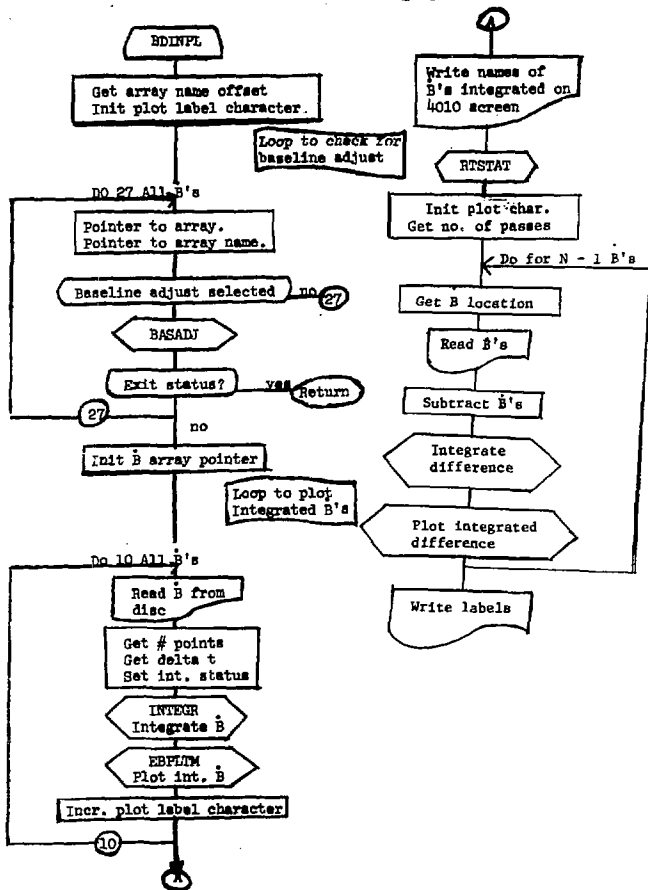 BDINPL
Get array name offset
Init plot label character.
Loop to check for
baseline adjust
DO 27 All Ḃ's
Pointer to array.
Pointer to array name.
Baseline adjust selected
no
27
BASADJ
Exit status?
yes
Return
27
no
Init Ḃ array pointer
Loop to plot
Integrated Ḃ's
Do 10 All Ḃ's
Read Ḃ from
disc
Get # points
Get delta t
Set int. status
INTEGR
Integrate Ḃ
EBPLTM
Plot int. Ḃ
Incr. plot label character
10
A
A
Write names of
Ḃ's integrated on
4010 screen
RTSTAT
Init plot char.
Get no. of passes
Do for N - 1 Ḃ's
Get B location
Read Ḃ's
Subtract Ḃ's
Integrate
difference
Plot integrated
difference
Write labels